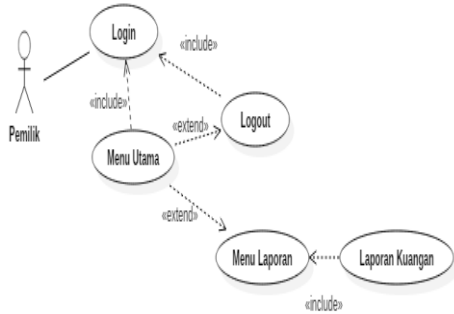 Login
«include»
Pemilik
«include»
Logout
«extend»
Menu Utama
«extend»
Menu Laporan
Laporan Kuangan
«include»